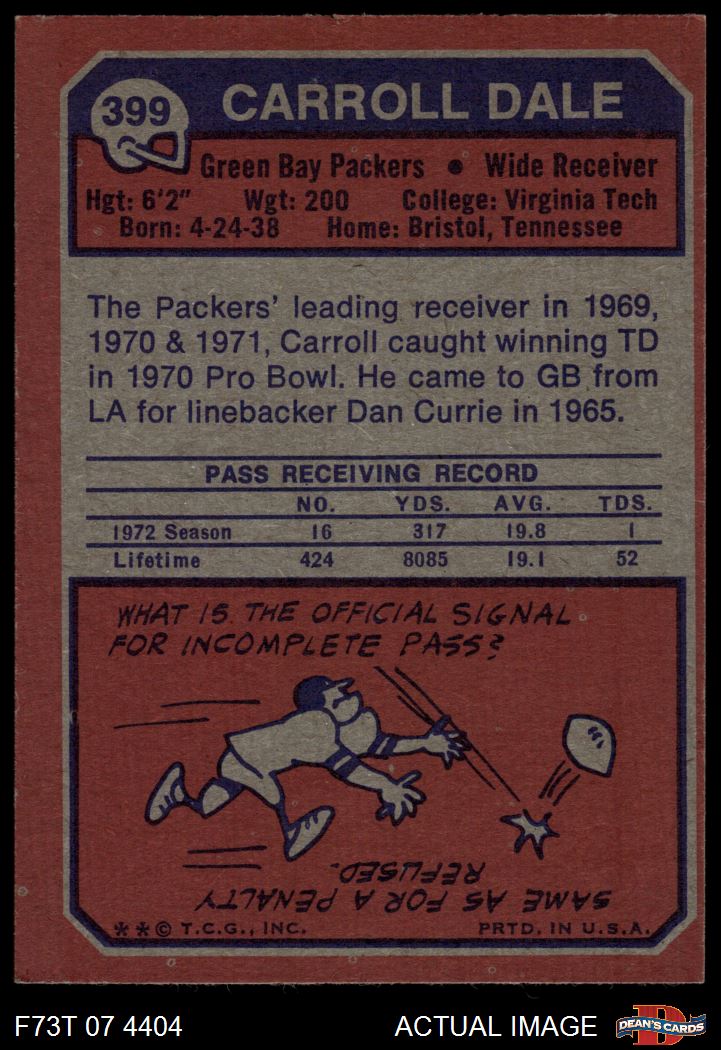 399
CARROLL DALE
Green Bay Packers • Wide Receiver
Hgt: 6'2" Wgt: 200 College: Virginia Tech
Born: 4-24-38 Home: Bristol, Tennessee
The Packers' leading receiver in 1969,
1970 & 1971, Carroll caught winning TD
in 1970 Pro Bowl. He came to GB from
LA for linebacker Dan Currie in 1965.
PASS RECEIVING RECORD
NO. YDS. AVG. TDS.
1972 Season 16 317 19.8 1
Lifetime 424 8085 19.1 52
WHAT IS THE OFFICIAL SIGNAL
FOR INCOMPLETE PASS?
SAME AS FOR A PENALTY
REFUSED.
**© T.C.G., INC. PRTD. IN U.S.A.
F73T 07 4404 ACTUAL IMAGE
D
DEAN'S CARDS